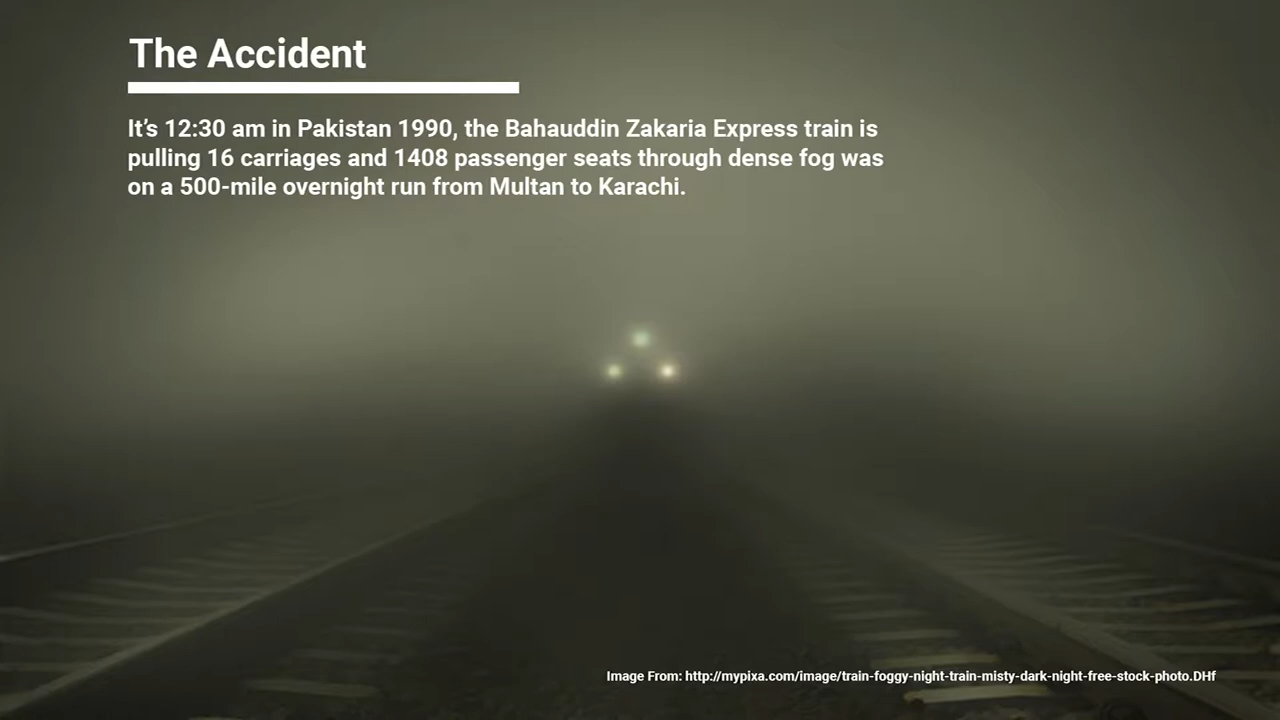 The Accident
It's 12:30 am in Pakistan 1990, the Bahauddin Zakaria Express train is
pulling 16 carriages and 1408 passenger seats through dense fog was
on a 500-mile overnight run from Multan to Karachi.
Image From: http://mypixa.com/image/train-foggy-night-train-misty-dark-night-free-stock-photo.DHf